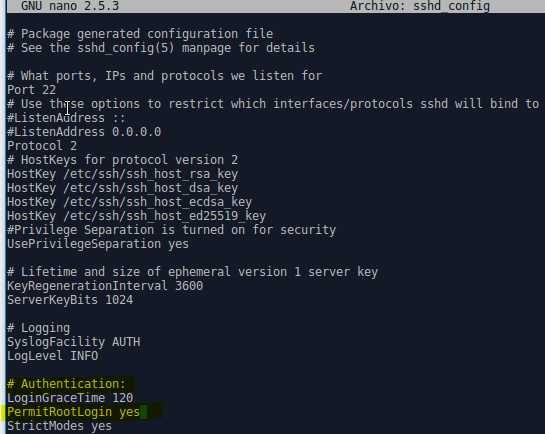 GNU nano 2.5.3 Archivo: sshd_config
# Package generated configuration file
# See the sshd_config(5) manpage for details
# What ports, IPs and protocols we listen for
Port 22
# Use these options to restrict which interfaces/protocols sshd will bind to
#ListenAddress ::
#ListenAddress 0.0.0.0
Protocol 2
# HostKeys for protocol version 2
HostKey /etc/ssh/ssh_host_rsa_key
HostKey /etc/ssh/ssh_host_dsa_key
HostKey /etc/ssh/ssh_host_ecdsa_key
HostKey /etc/ssh/ssh_host_ed25519_key
#Privilege Separation is turned on for security
UsePrivilegeSeparation yes
# Lifetime and size of ephemeral version 1 server key
KeyRegenerationInterval 3600
ServerKeyBits 1024
# Logging
SyslogFacility AUTH
LogLevel INFO
# Authentication:
LoginGraceTime 120
PermitRootLogin yes
StrictModes yes